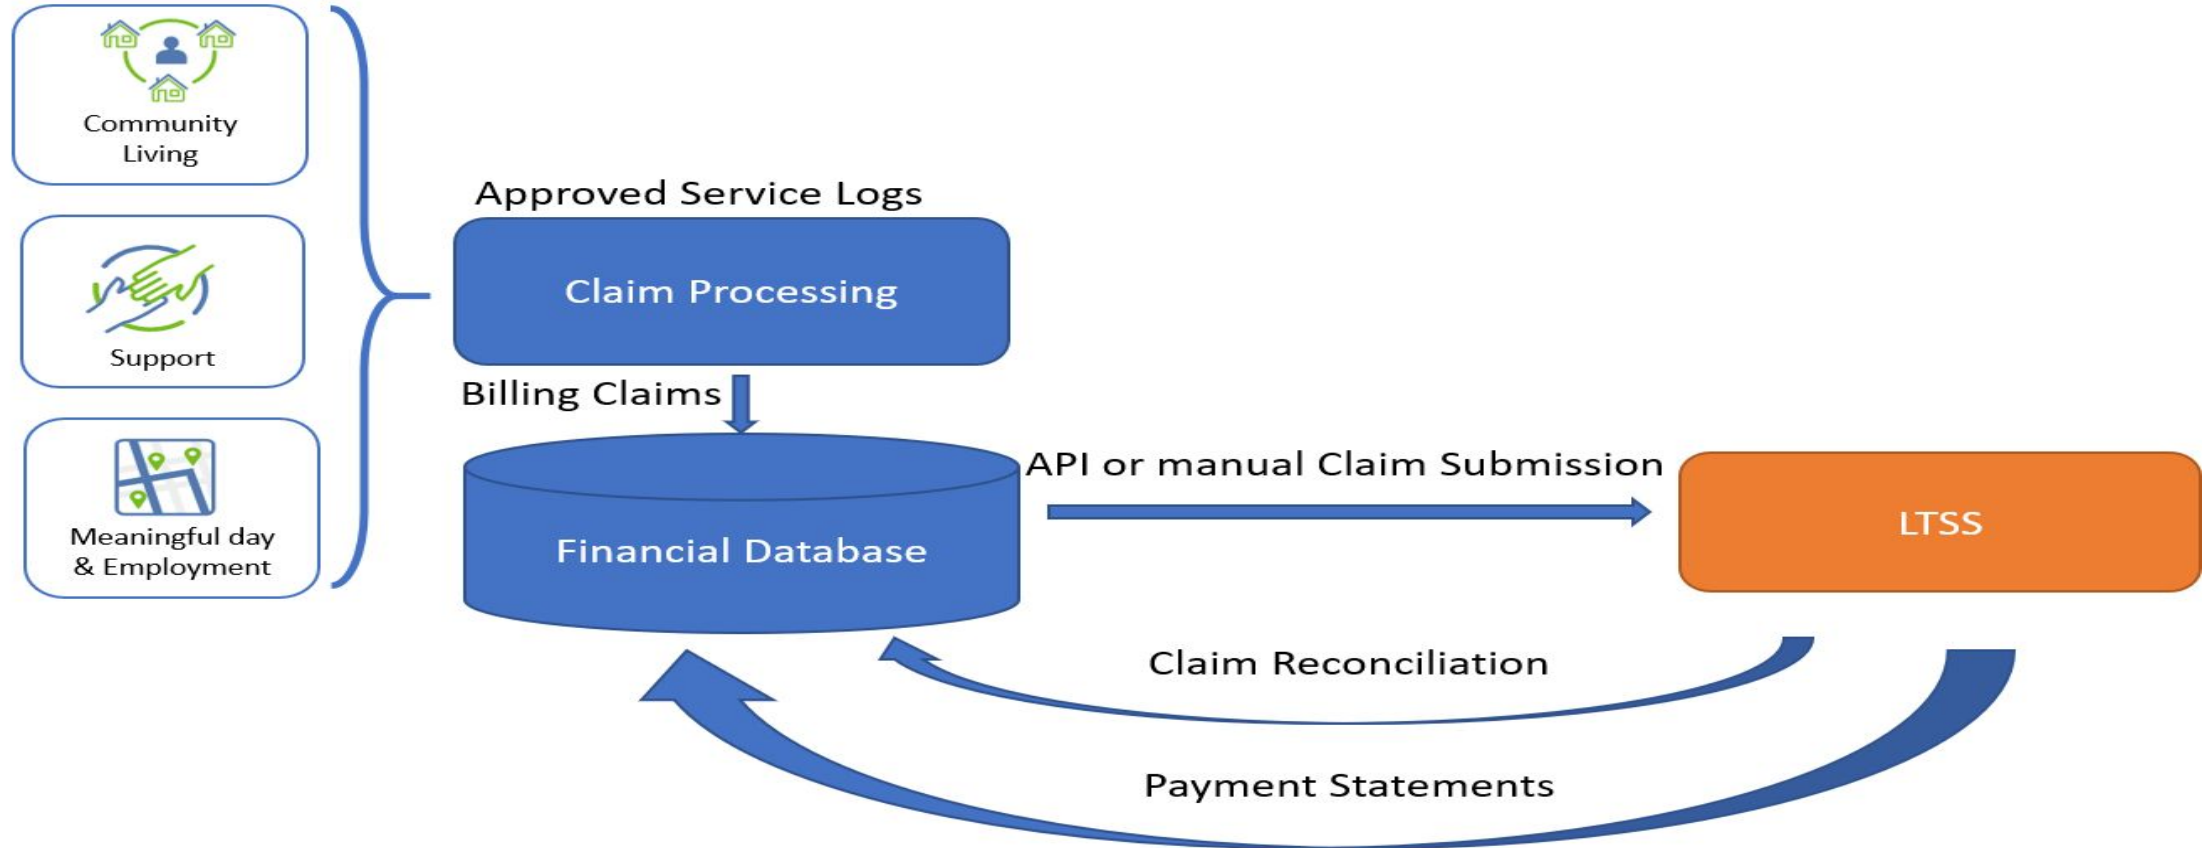 Community
Living
Support
Meaningful day
& Employment
Approved Service Logs
Claim Processing
Billing Claims
Financial Database
API or manual Claim Submission
LTSS
Claim Reconciliation
Payment Statements